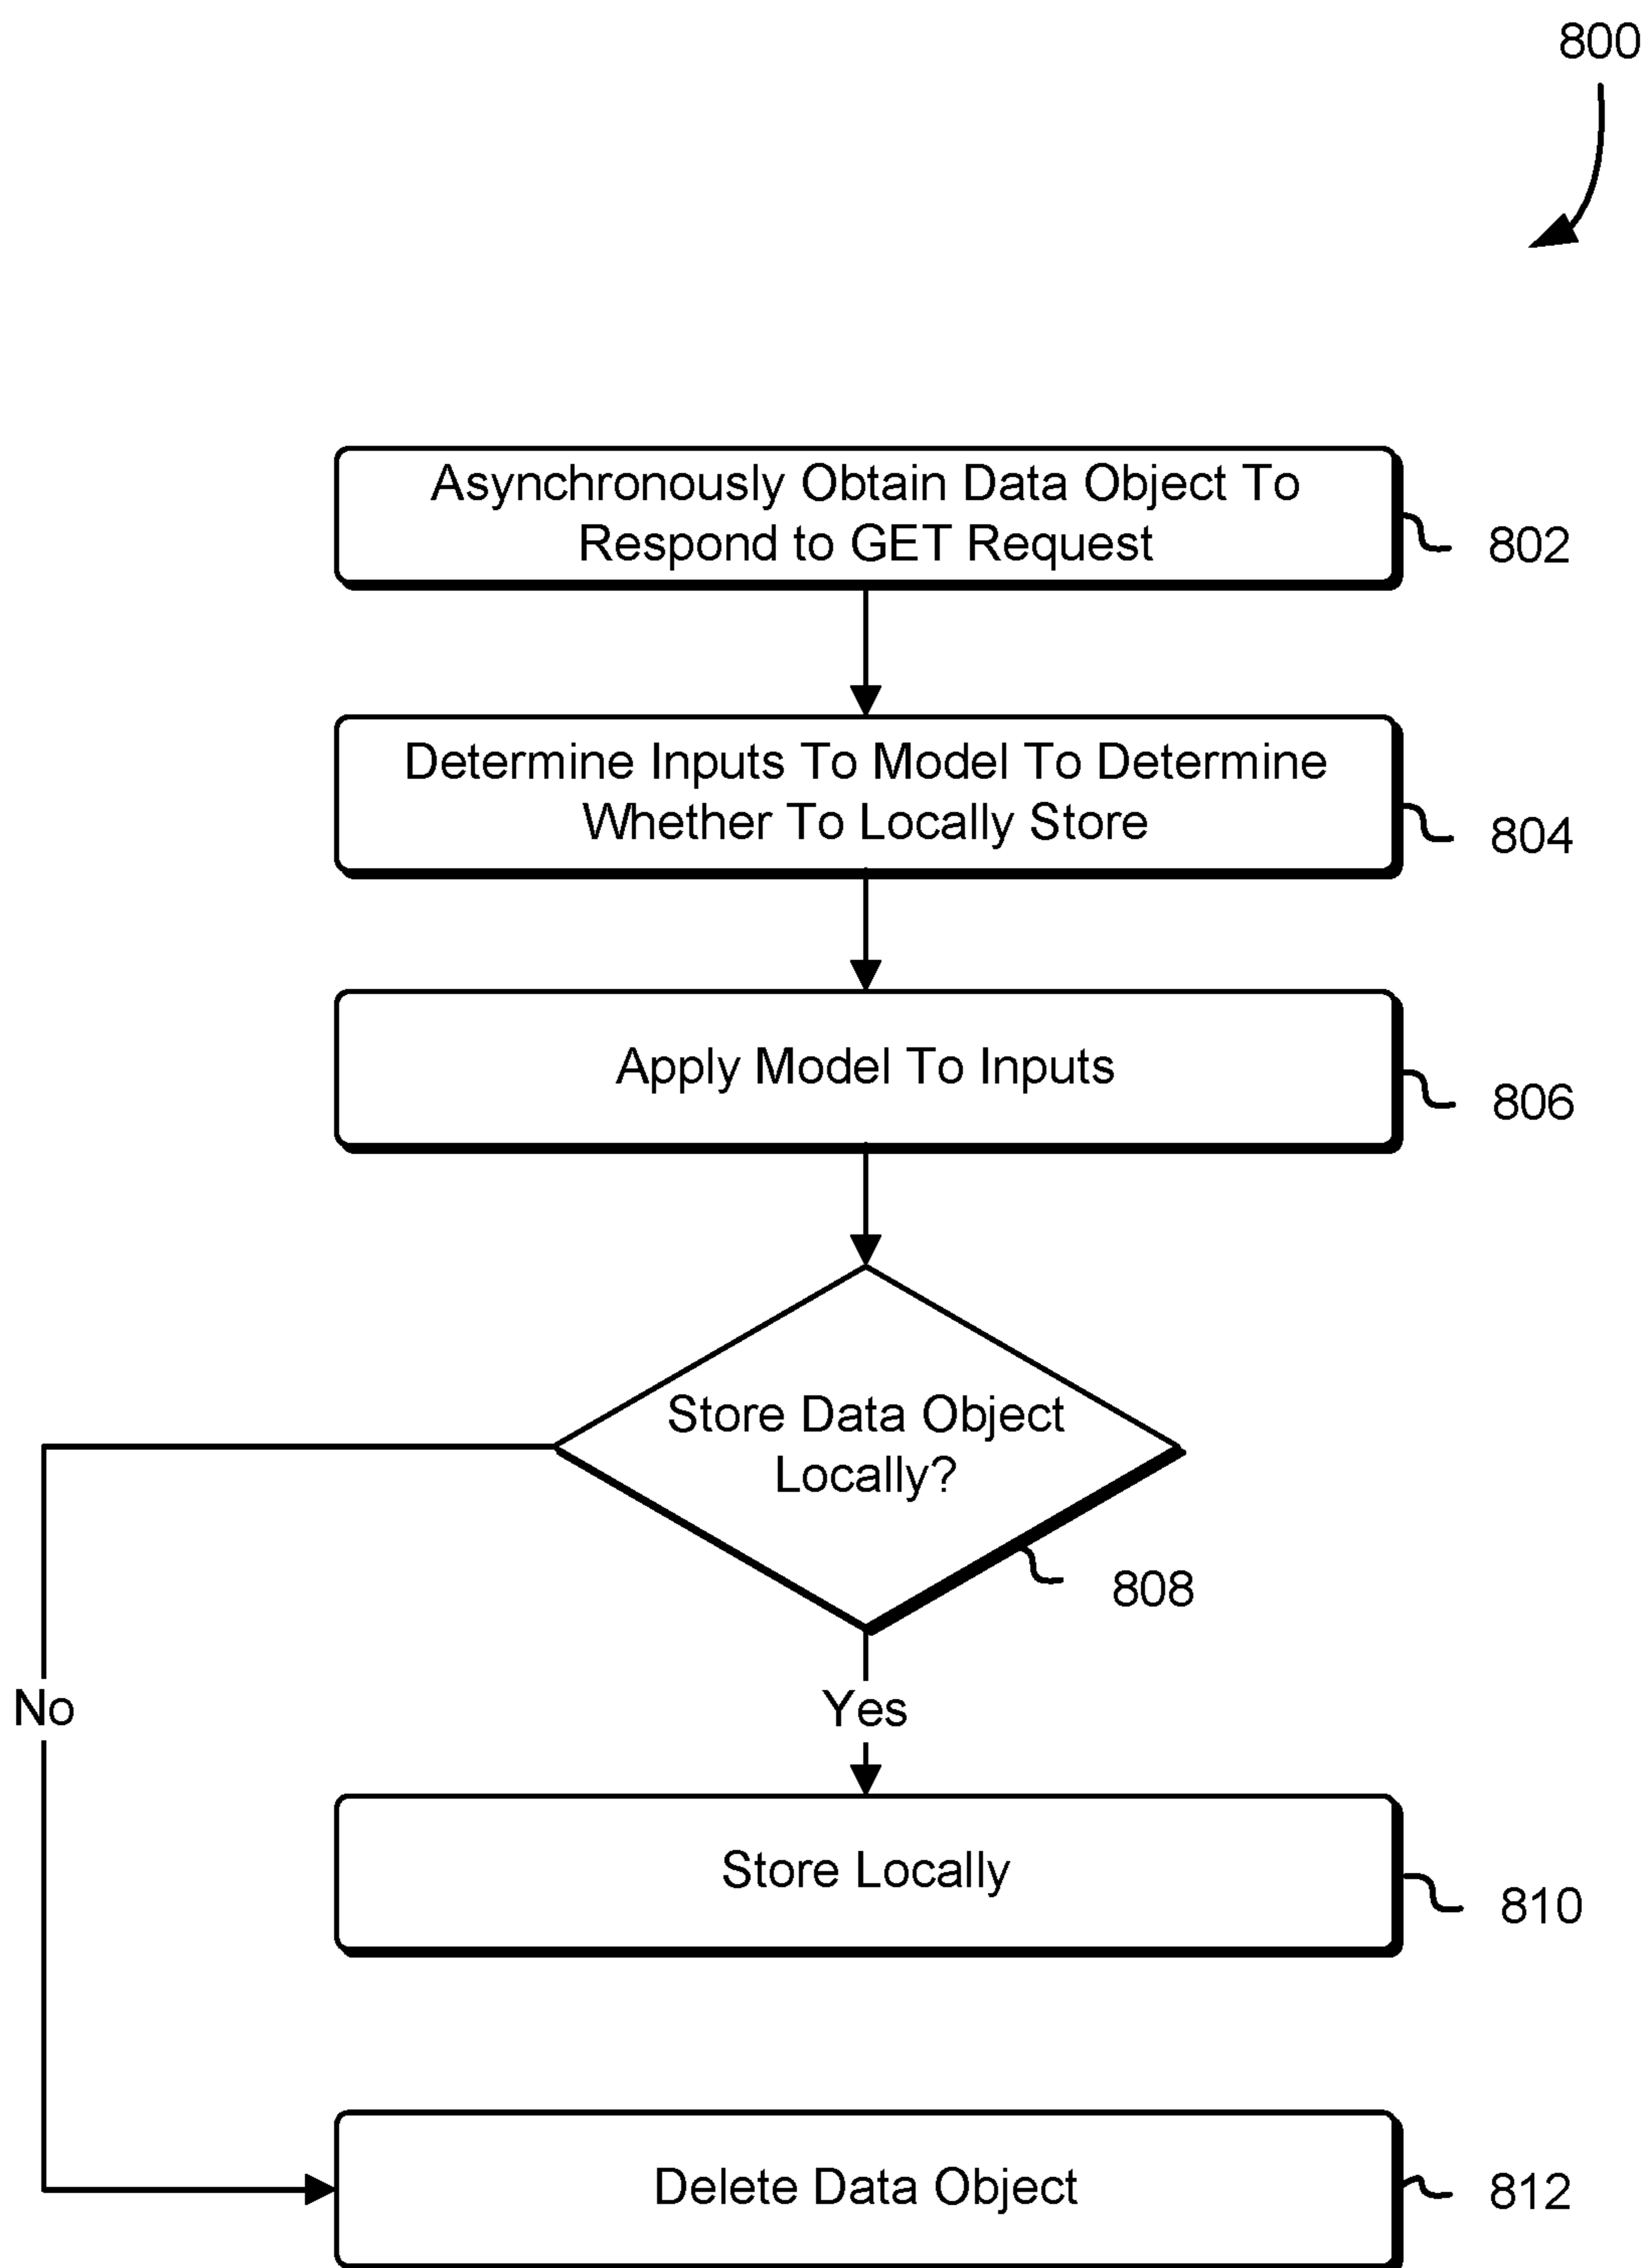 800
Asynchronously Obtain Data Object To
Respond to GET Request
802
Determine Inputs To Model To Determine
Whether To Locally Store
804
Apply Model To Inputs
806
Store Data Object
Locally?
808
No
Yes
Store Locally
810
Delete Data Object
812